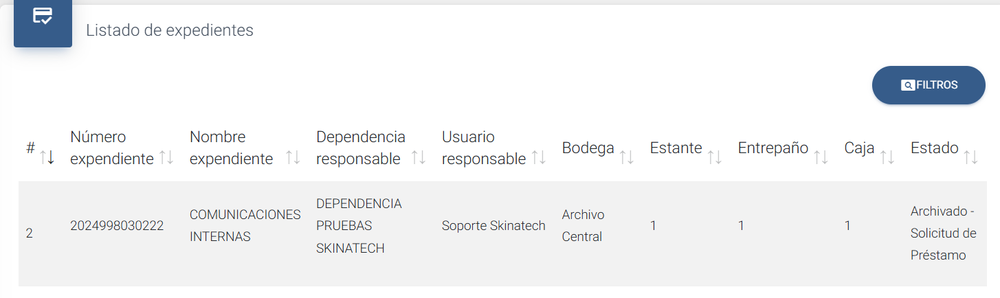 Listado de expedientes
FILTROS
#
Número
expendiente
Nombre
expendiente
Dependencia
responsable
Usuario
responsable
Bodega
Estante
Entrepaño
Caja
Estado
2
2024998030222
COMUNICACIONES
INTERNAS
DEPENDENCIA
PRUEBAS
SKINATECH
Soporte Skinatech
Archivo
Central
1
1
1
Archivado -
Solicitud de
Préstamo